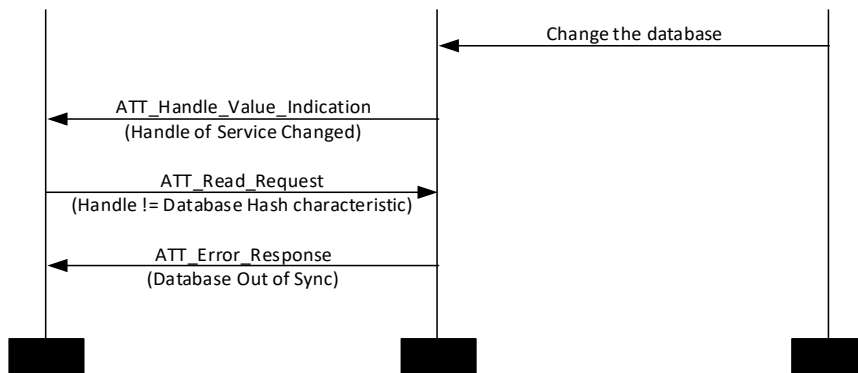 Change the database
ATT_Handle_Value_Indication
(Handle of Service Changed)
ATT_Read_Request
(Handle != Database Hash characteristic)
ATT_Error_Response
(Database Out of Sync)